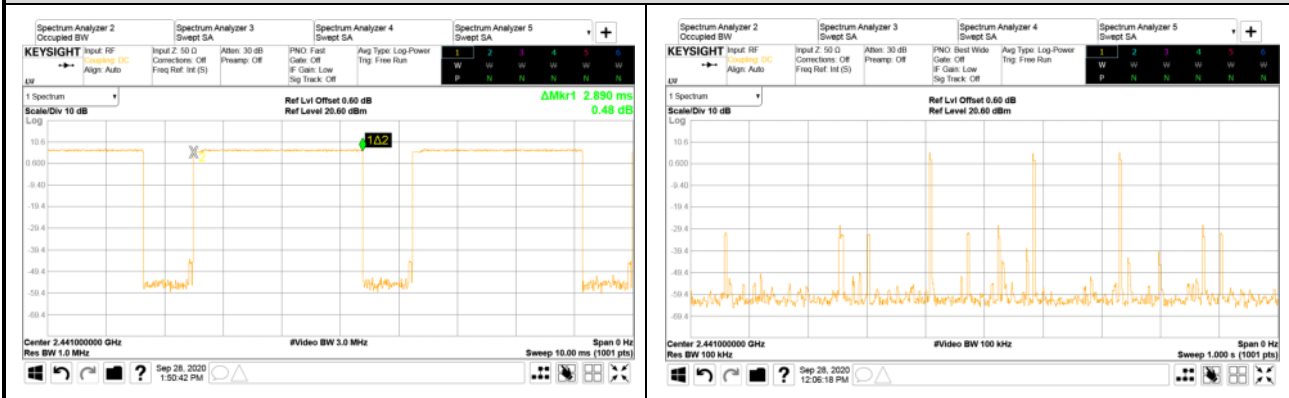 Spectrum Analyzer 2
Occupied BW
Spectrum Analyzer 3
Swept SA
Spectrum Analyzer 4
Swept SA
Spectrum Analyzer 5
Swept SA
+
KEYSIGHT
Input: RF
Coupling: DC
Align: Auto
Input Z: 50 Ω
Corrections: Off
Freq Ref: Int (S)
Atten: 30 dB
Preamp: Off
PNO: Fast
Gate: Off
IF Gain: Low
Sig Track: Off
Avg Type: Log-Power
Trig: Free Run
1 2 3 4 5 6
W W W W W W
P N N N N N
LXI
1 Spectrum
Scale/Div 10 dB
Log
Ref Lvl Offset 0.60 dB
Ref Level 20.60 dBm
ΔMkr1 2.890 ms
0.48 dB
10.6
0.600
-9.40
-19.4
-29.4
-39.4
-49.4
-59.4
-69.4
X2
1Δ2
Center 2.441000000 GHz
Res BW 1.0 MHz
#Video BW 3.0 MHz
Span 0 Hz
Sweep 10.00 ms (1001 pts)
?
Sep 28, 2020
1:50:42 PM
Spectrum Analyzer 2
Occupied BW
Spectrum Analyzer 3
Swept SA
Spectrum Analyzer 4
Swept SA
Spectrum Analyzer 5
Swept SA
+
KEYSIGHT
Input: RF
Coupling: DC
Align: Auto
Input Z: 50 Ω
Corrections: Off
Freq Ref: Int (S)
Atten: 30 dB
Preamp: Off
PNO: Best Wide
Gate: Off
IF Gain: Low
Sig Track: Off
Avg Type: Log-Power
Trig: Free Run
1 2 3 4 5 6
W W W W W W
P N N N N N
LXI
1 Spectrum
Scale/Div 10 dB
Log
Ref Lvl Offset 0.60 dB
Ref Level 20.60 dBm
10.6
0.600
-9.40
-19.4
-29.4
-39.4
-49.4
-59.4
-69.4
Center 2.441000000 GHz
Res BW 100 kHz
#Video BW 100 kHz
Span 0 Hz
Sweep 1.000 s (1001 pts)
?
Sep 28, 2020
12:06:18 PM